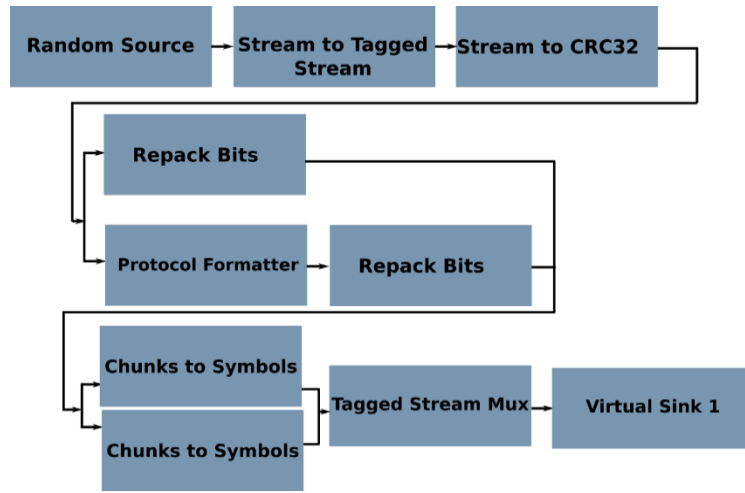 Random Source
Stream to Tagged
Stream
Stream to CRC32
Repack Bits
Protocol Formatter
Repack Bits
Chunks to Symbols
Chunks to Symbols
Tagged Stream Mux
Virtual Sink 1